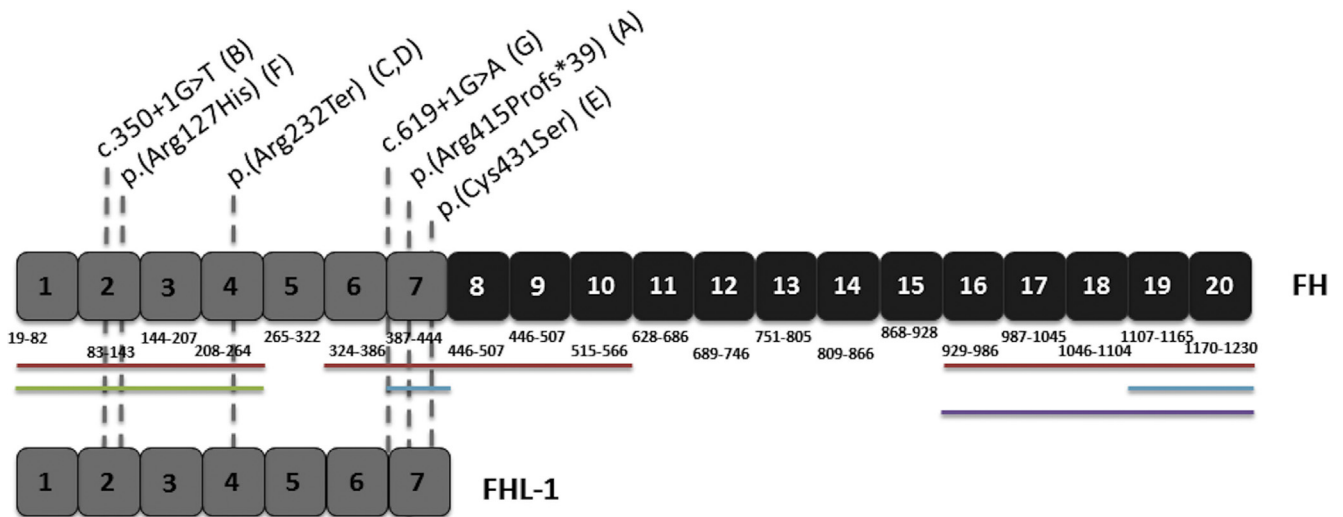 c.350+1G>T (B)
p.(Arg127His) (F)
p.(Arg232Ter) (C,D)
c.619+1G>A (G)
p.(Arg415Profs*39) (A)
p.(Cys431Ser) (E)
1 2 3 4 5 6 7 8 9 10 11 12 13 14 15 16 17 18 19 20 FH
19-82 83-143 144-207 208-264 265-322 324-386 387-444 446-507 446-507 515-566 628-686 689-746 751-805 809-866 868-928 929-986 987-1045 1046-1104 1107-1165 1170-1230
1 2 3 4 5 6 7 FHL-1